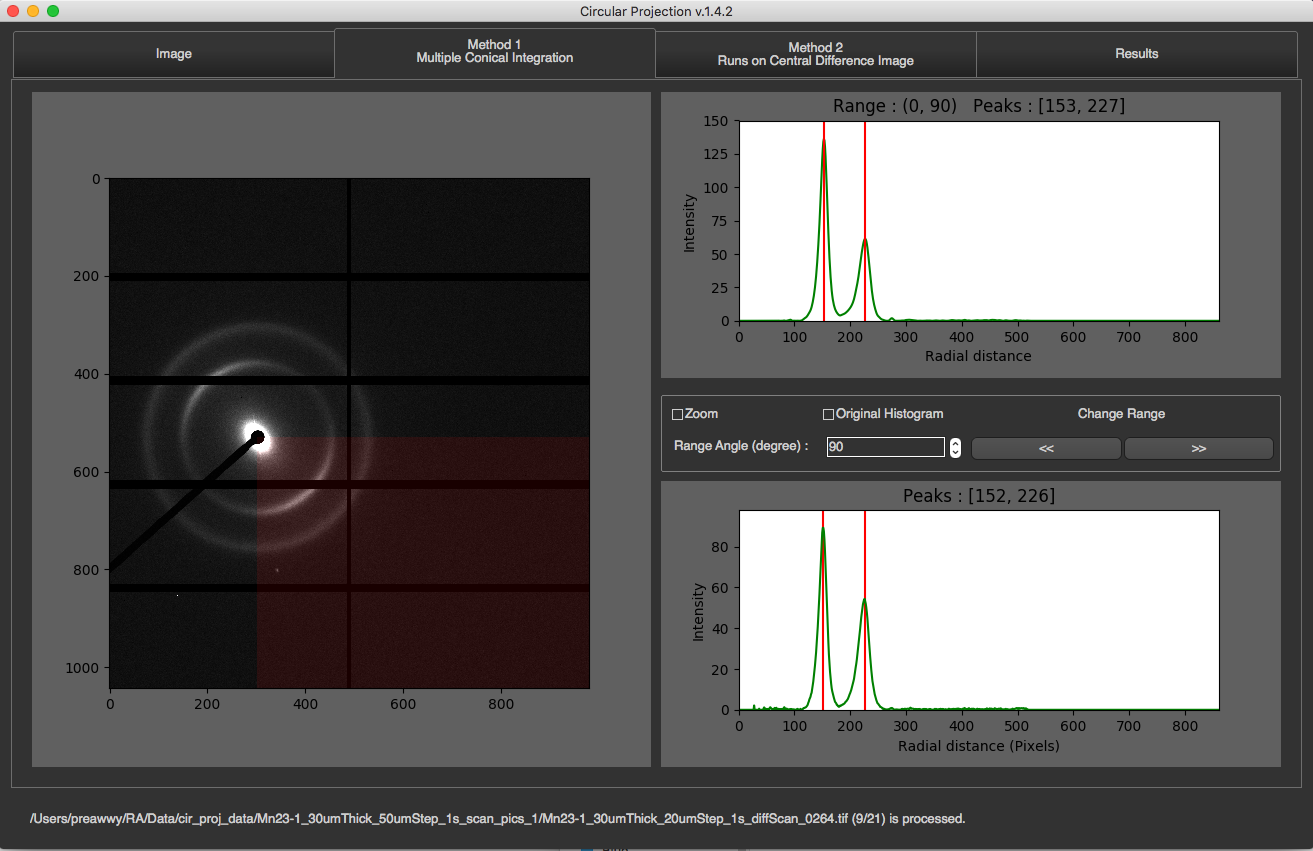 Circular Projection v.1.4.2
Image
Method 1
Multiple Conical Integration
Method 2
Runs on Central Difference Image
Results
0
200
400
600
800
1000
0 200 400 600 800
Range : (0, 90) Peaks : [153, 227]
150
125
100
75
50
25
0
Intensity
0 100 200 300 400 500 600 700 800
Radial distance
Zoom
Original Histogram
Change Range
Range Angle (degree) :
90
<<
>>
Peaks : [152, 226]
80
60
40
20
0
Intensity
0 100 200 300 400 500 600 700 800
Radial distance (Pixels)
/Users/preawwy/RA/Data/cir_proj_data/Mn23-1_30umThick_50umStep_1s_scan_pics_1/Mn23-1_30umThick_20umStep_1s_diffScan_0264.tif (9/21) is processed.